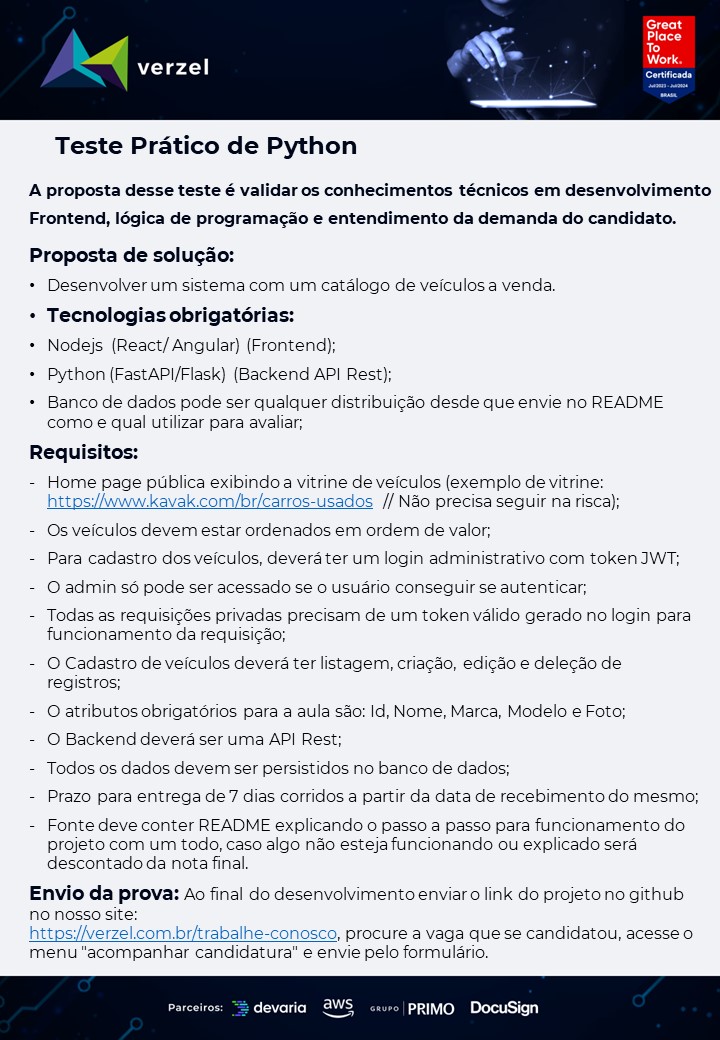 verzel
Great
Place
To
Work.
Certificada
Jul/2023 - Jul/2024
BRASIL
Teste Prático de Python
A proposta desse teste é validar os conhecimentos técnicos em desenvolvimento
Frontend, lógica de programação e entendimento da demanda do candidato.
Proposta de solução:
• Desenvolver um sistema com um catálogo de veículos a venda.
• Tecnologias obrigatórias:
• Nodejs (React/ Angular) (Frontend);
• Python (FastAPI/Flask) (Backend API Rest);
• Banco de dados pode ser qualquer distribuição desde que envie no README
como e qual utilizar para avaliar;
Requisitos:
- Home page pública exibindo a vitrine de veículos (exemplo de vitrine:
https://www.kavak.com/br/carros-usados // Não precisa seguir na risca);
- Os veículos devem estar ordenados em ordem de valor;
- Para cadastro dos veículos, deverá ter um login administrativo com token JWT;
- O admin só pode ser acessado se o usuário conseguir se autenticar;
- Todas as requisições privadas precisam de um token válido gerado no login para
funcionamento da requisição;
- O Cadastro de veículos deverá ter listagem, criação, edição e deleção de
registros;
- O atributos obrigatórios para a aula são: Id, Nome, Marca, Modelo e Foto;
- O Backend deverá ser uma API Rest;
- Todos os dados devem ser persistidos no banco de dados;
- Prazo para entrega de 7 dias corridos a partir da data de recebimento do mesmo;
- Fonte deve conter README explicando o passo a passo para funcionamento do
projeto com um todo, caso algo não esteja funcionando ou explicado será
descontado da nota final.
Envio da prova: Ao final do desenvolvimento enviar o link do projeto no github
no nosso site:
https://verzel.com.br/trabalhe-conosco, procure a vaga que se candidatou, acesse o
menu "acompanhar candidatura" e envie pelo formulário.
Parceiros: devaria aws GRUPO PRIMO DocuSign